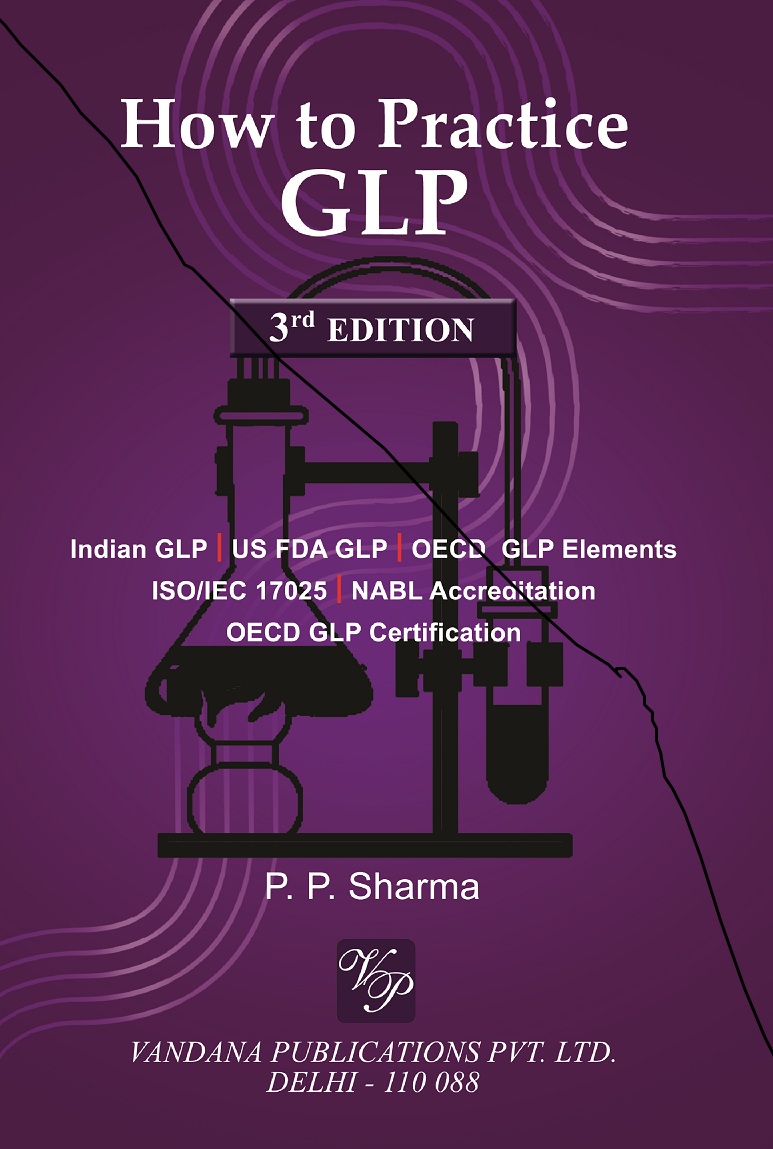 How to Practice
GLP
3rd EDITION
Indian GLP | US FDA GLP | OECD GLP Elements
ISO/IEC 17025 | NABL Accreditation
OECD GLP Certification
P. P. Sharma
VP
VANDANA PUBLICATIONS PVT. LTD.
DELHI - 110 088